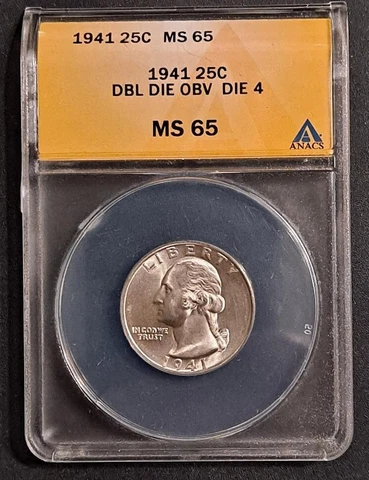 1941 25C MS 65
1941 25C
DBL DIE OBV DIE 4
MS 65
ANACS
LIBERTY
IN GOD WE
TRUST
1941